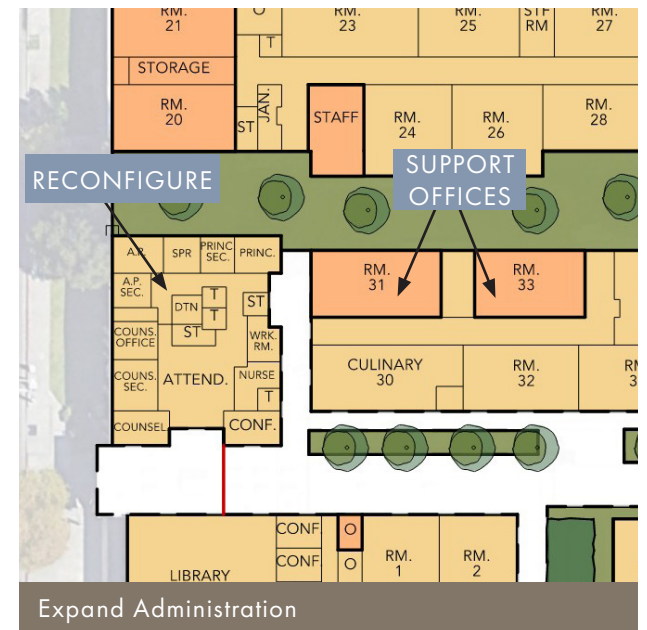 RM.
21
O
T
RM.
23
RM.
25
STF
RM
RM.
27
STORAGE
RM.
20
ST
JAN.
STAFF
RM.
24
RM.
26
RM.
28
RECONFIGURE
SUPPORT
OFFICES
A.P.
SPR
PRINC
SEC.
PRINC.
A.P.
SEC.
DTN
T
T
ST
ST
COUNS.
OFFICE
WRK.
RM.
COUNS.
SEC.
ATTEND.
NURSE
T
COUNSEL
CONF.
RM.
31
RM.
33
CULINARY
30
RM.
32
RM
3
CONF
CONF
O
O
LIBRARY
RM.
1
RM.
2
Expand Administration